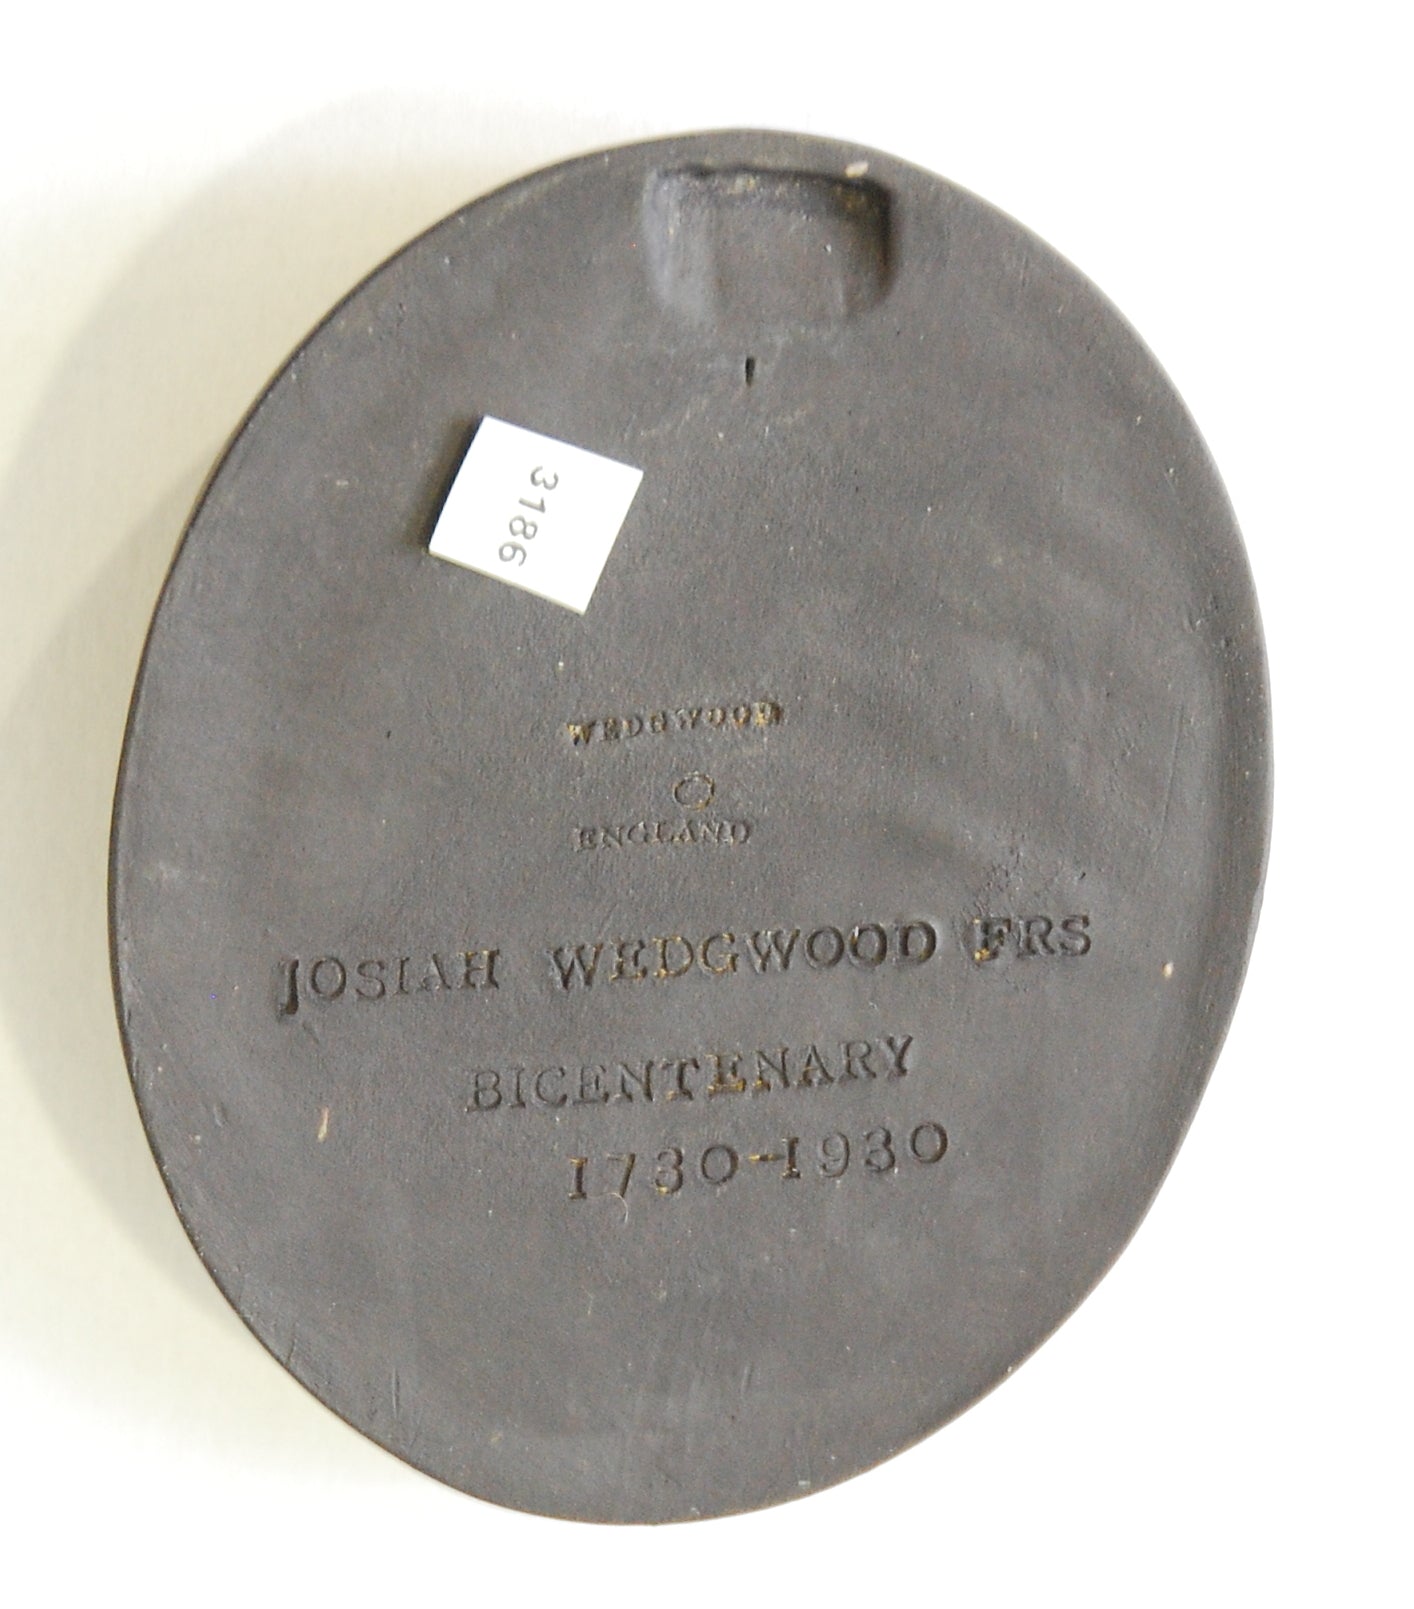 3186
WEDGWOOD
ENGLAND
JOSIAH WEDGWOOD FRS
BICENTENARY
1730-1930